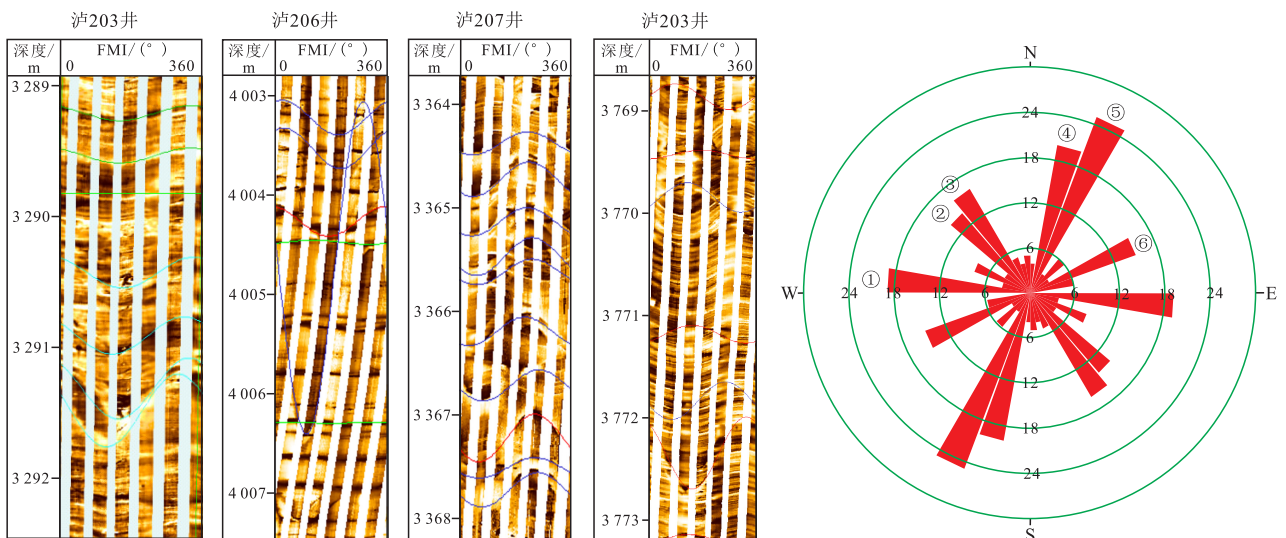 泸203井
深度/
m
FMI/(°)
0 360
3 289
3 290
3 291
3 292
泸206井
深度/
m
FMI/(°)
0 360
4 003
4 004
4 005
4 006
4 007
泸207井
深度/
m
FMI/(°)
0 360
3 364
3 365
3 366
3 367
3 368
泸203井
深度/
m
FMI/(°)
0 360
3 769
3 770
3 771
3 772
3 773
N
24
⑤
④
18
③
12
②
⑥
6
①
W 24 18 12 6 6 12 18 24 E
6
12
18
24
S